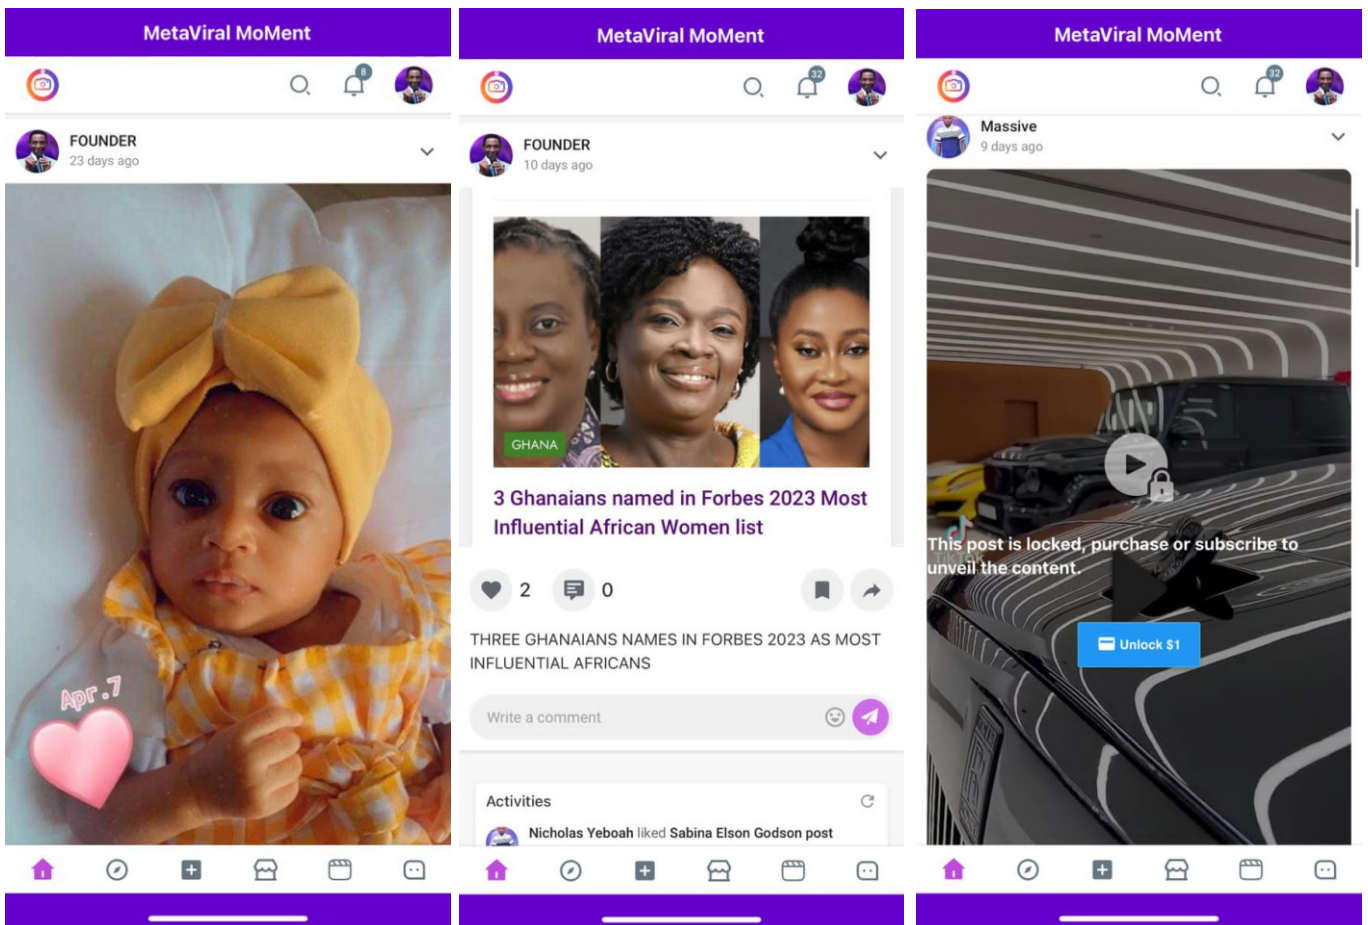 MetaViral MoMent
8
FOUNDER
23 days ago
Apr.7
MetaViral MoMent
32
FOUNDER
10 days ago
GHANA
3 Ghanaians named in Forbes 2023 Most
Influential African Women list
2
0
THREE GHANAIANS NAMES IN FORBES 2023 AS MOST
INFLUENTIAL AFRICANS
Write a comment
Activities
Nicholas Yeboah liked Sabina Elson Godson post
MetaViral MoMent
32
Massive
9 days ago
This post is locked, purchase or subscribe to
unveil the content.
Unlock $1